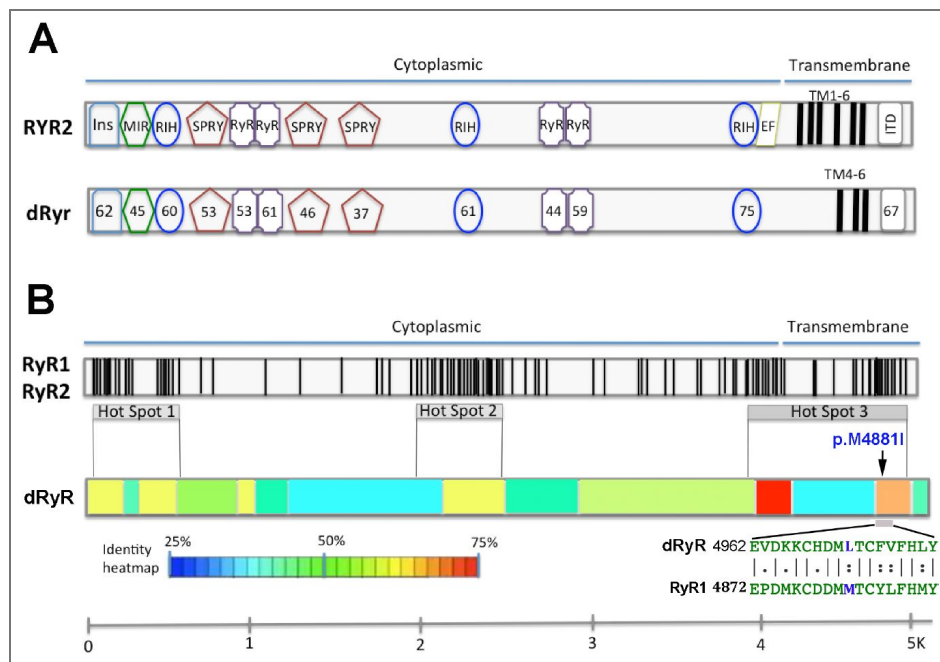 A
Cytoplasmic Transmembrane
TM1-6
RYR2 Ins MIR RIH SPRY RyR RyR SPRY SPRY RIH RyR RyR RIH EF ITD
TM4-6
dRyr 62 45 60 53 53 61 46 37 61 44 59 75 67
B
Cytoplasmic Transmembrane
RyR1
RyR2
Hot Spot 1 Hot Spot 2 Hot Spot 3
p.M4881I
dRyR
25% 50% 75%
Identity
heatmap
dRyR 4962 EVDKKCHDMLTCFVFHLY
|.|.||.||:|||::||:|
RyR1 4872 EPDMKCDDMMTCYLFHMY
0 1 2 3 4 5K